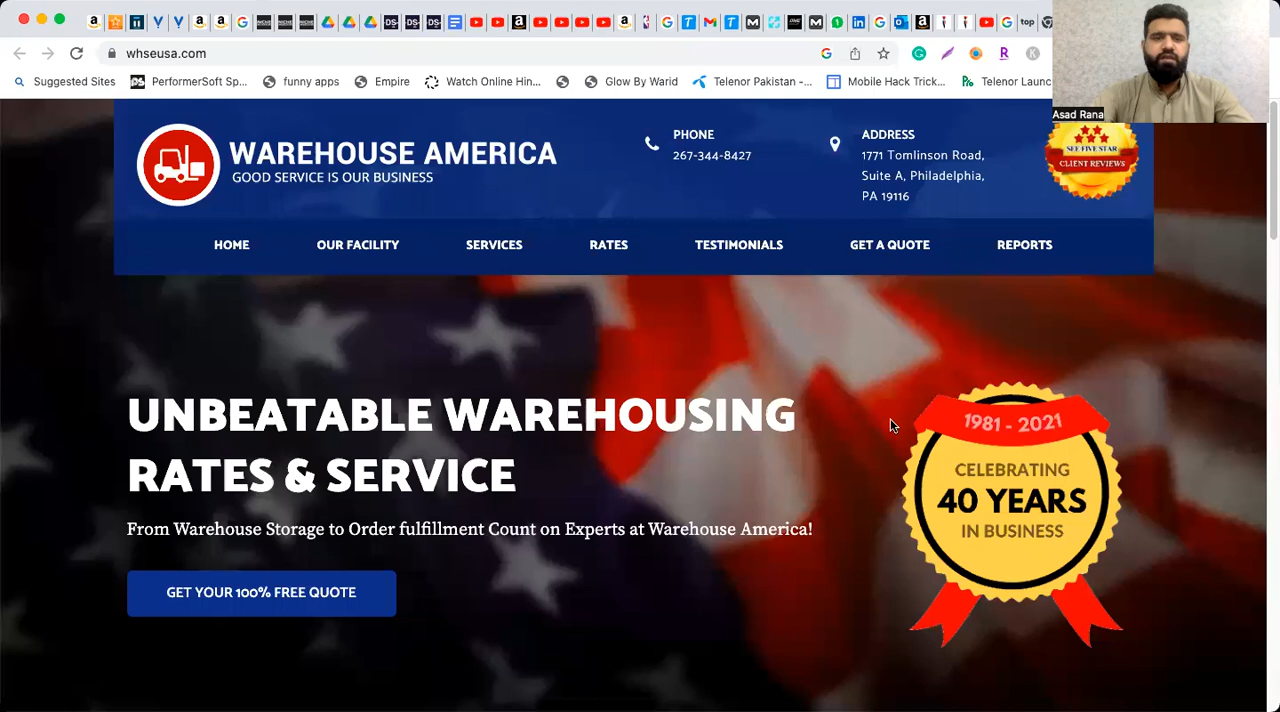 top
whseusa.com
Suggested Sites
PerformerSoft Sp...
funny apps
Empire
Watch Online Hin...
Glow By Warid
Telenor Pakistan -...
Mobile Hack Trick...
Telenor Launc
Asad Rana
WAREHOUSE AMERICA
GOOD SERVICE IS OUR BUSINESS
PHONE
267-344-8427
ADDRESS
1771 Tomlinson Road,
Suite A, Philadelphia,
PA 19116
SEE FIVE STAR
CLIENT REVIEWS
HOME
OUR FACILITY
SERVICES
RATES
TESTIMONIALS
GET A QUOTE
REPORTS
UNBEATABLE WAREHOUSING
RATES & SERVICE
From Warehouse Storage to Order fulfillment Count on Experts at Warehouse America!
GET YOUR 100% FREE QUOTE
1981 - 2021
CELEBRATING
40 YEARS
IN BUSINESS